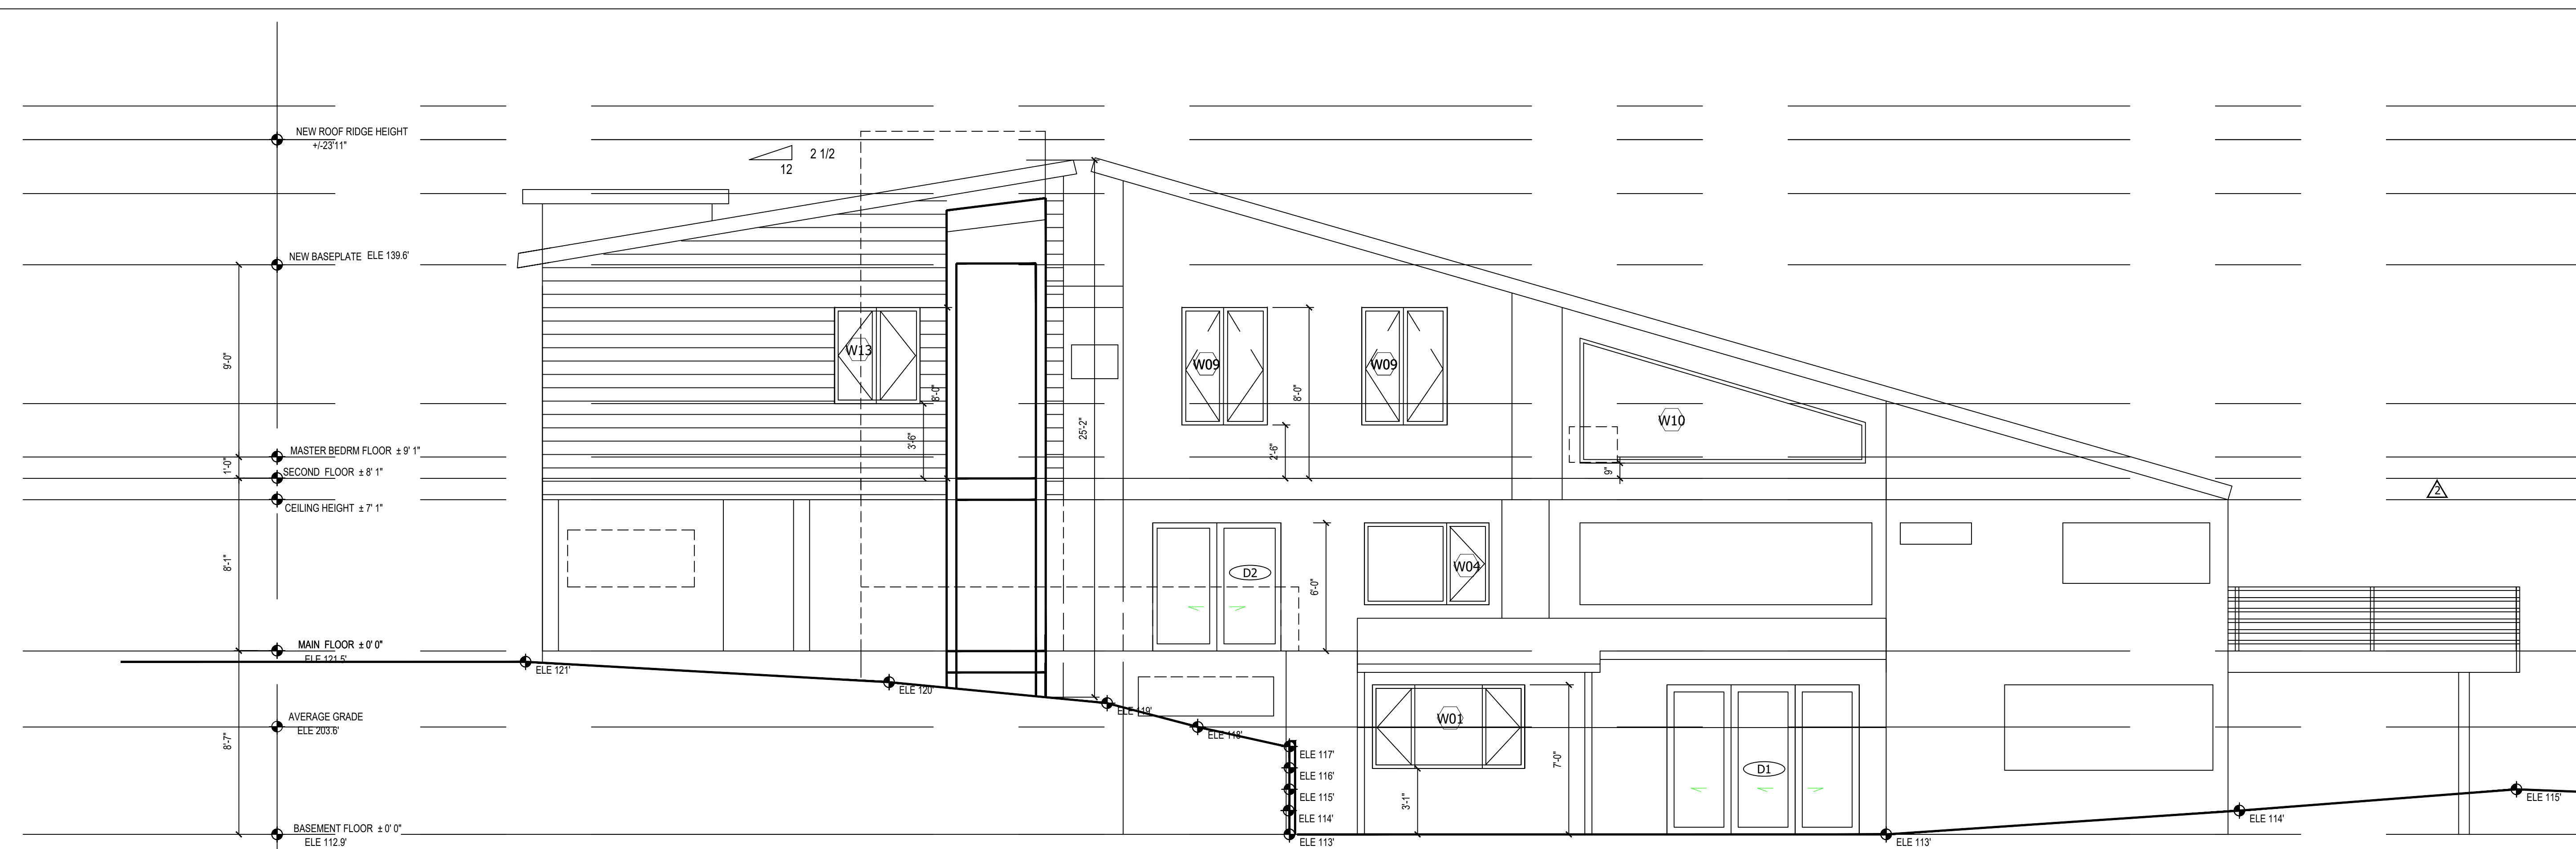 NEW ROOF RIDGE HEIGHT
+/-23'11"
2 1/2
12
NEW BASEPLATE ELE 139.6'
9'-0"
W13
W09
W09
8'-0"
8'-0"
W10
25'-2"
3'-6"
2'-6"
9"
MASTER BEDRM FLOOR ± 9' 1"
1'-0"
SECOND FLOOR ± 8' 1"
CEILING HEIGHT ± 7' 1"
2
8'-1"
D2
W04
6'-0"
MAIN FLOOR ± 0' 0"
ELE 121.5'
ELE 121'
ELE 120'
ELE 119'
ELE 118'
AVERAGE GRADE
ELE 203.6'
8'-7"
W01
ELE 117'
ELE 116'
ELE 115'
ELE 114'
ELE 113'
7'-0"
3'-1"
D1
ELE 113'
ELE 114'
ELE 115'
BASEMENT FLOOR ± 0' 0"
ELE 112.9'